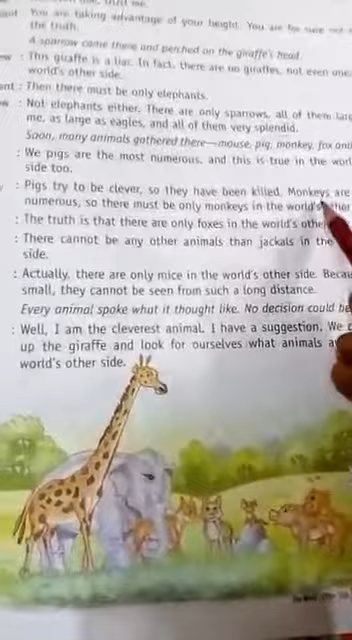 me.
You are taking advantage of your height. You are
the truth.
A sparrow came there and perched on the giraffe's head.
: This giraffe is a liar. In fact, there are no giraffes, not even one
world's other side.
: Then there must be only elephants.
: Not elephants either. There are only sparrows, all of them
me, as large as eagles, and all of them very splendid.
Soon, many animals gathered there—mouse, pig, monkey, fox
: We pigs are the most numerous, and this is true in the
side too.
: Pigs try to be clever, so they have been killed. Monkeys are
numerous, so there must be only monkeys in the world's
: The truth is that there are only foxes in the world's
: There cannot be any other animals than jackals in the
side.
: Actually, there are only mice in the world's other side.
small, they cannot be seen from such a long distance.
Every animal spoke what it thought like. No decision could
: Well, I am the cleverest animal. I have a suggestion. We
up the giraffe and look for ourselves what animals
world's other side.